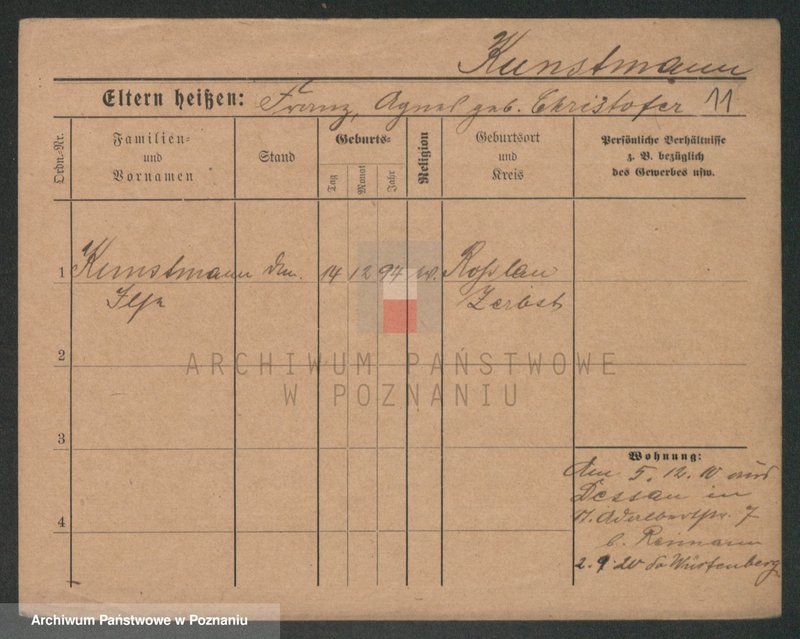 Kunstmann
Eltern heißen: Franz, Agnes geb. Christofer 11
Ordn.-Nr.
Familien-
und
Vornamen
Stand
Geburts-
Tag
Monat
Jahr
Religion
Geburtsort
und
Kreis
Persönliche Verhältnisse
z. B. bezüglich
des Gewerbes usw.
1 Kunstmann 14 12 94 Roßlau
Ilse Zerbst
2
3
4
Wohnung:
Am 5. 12. aus
Dessau in
7
b.
2. 9. 20 Würtenberg
ARCHIWUM PAŃSTWOWE
W POZNANIU
Archiwum Państwowe w Poznaniu